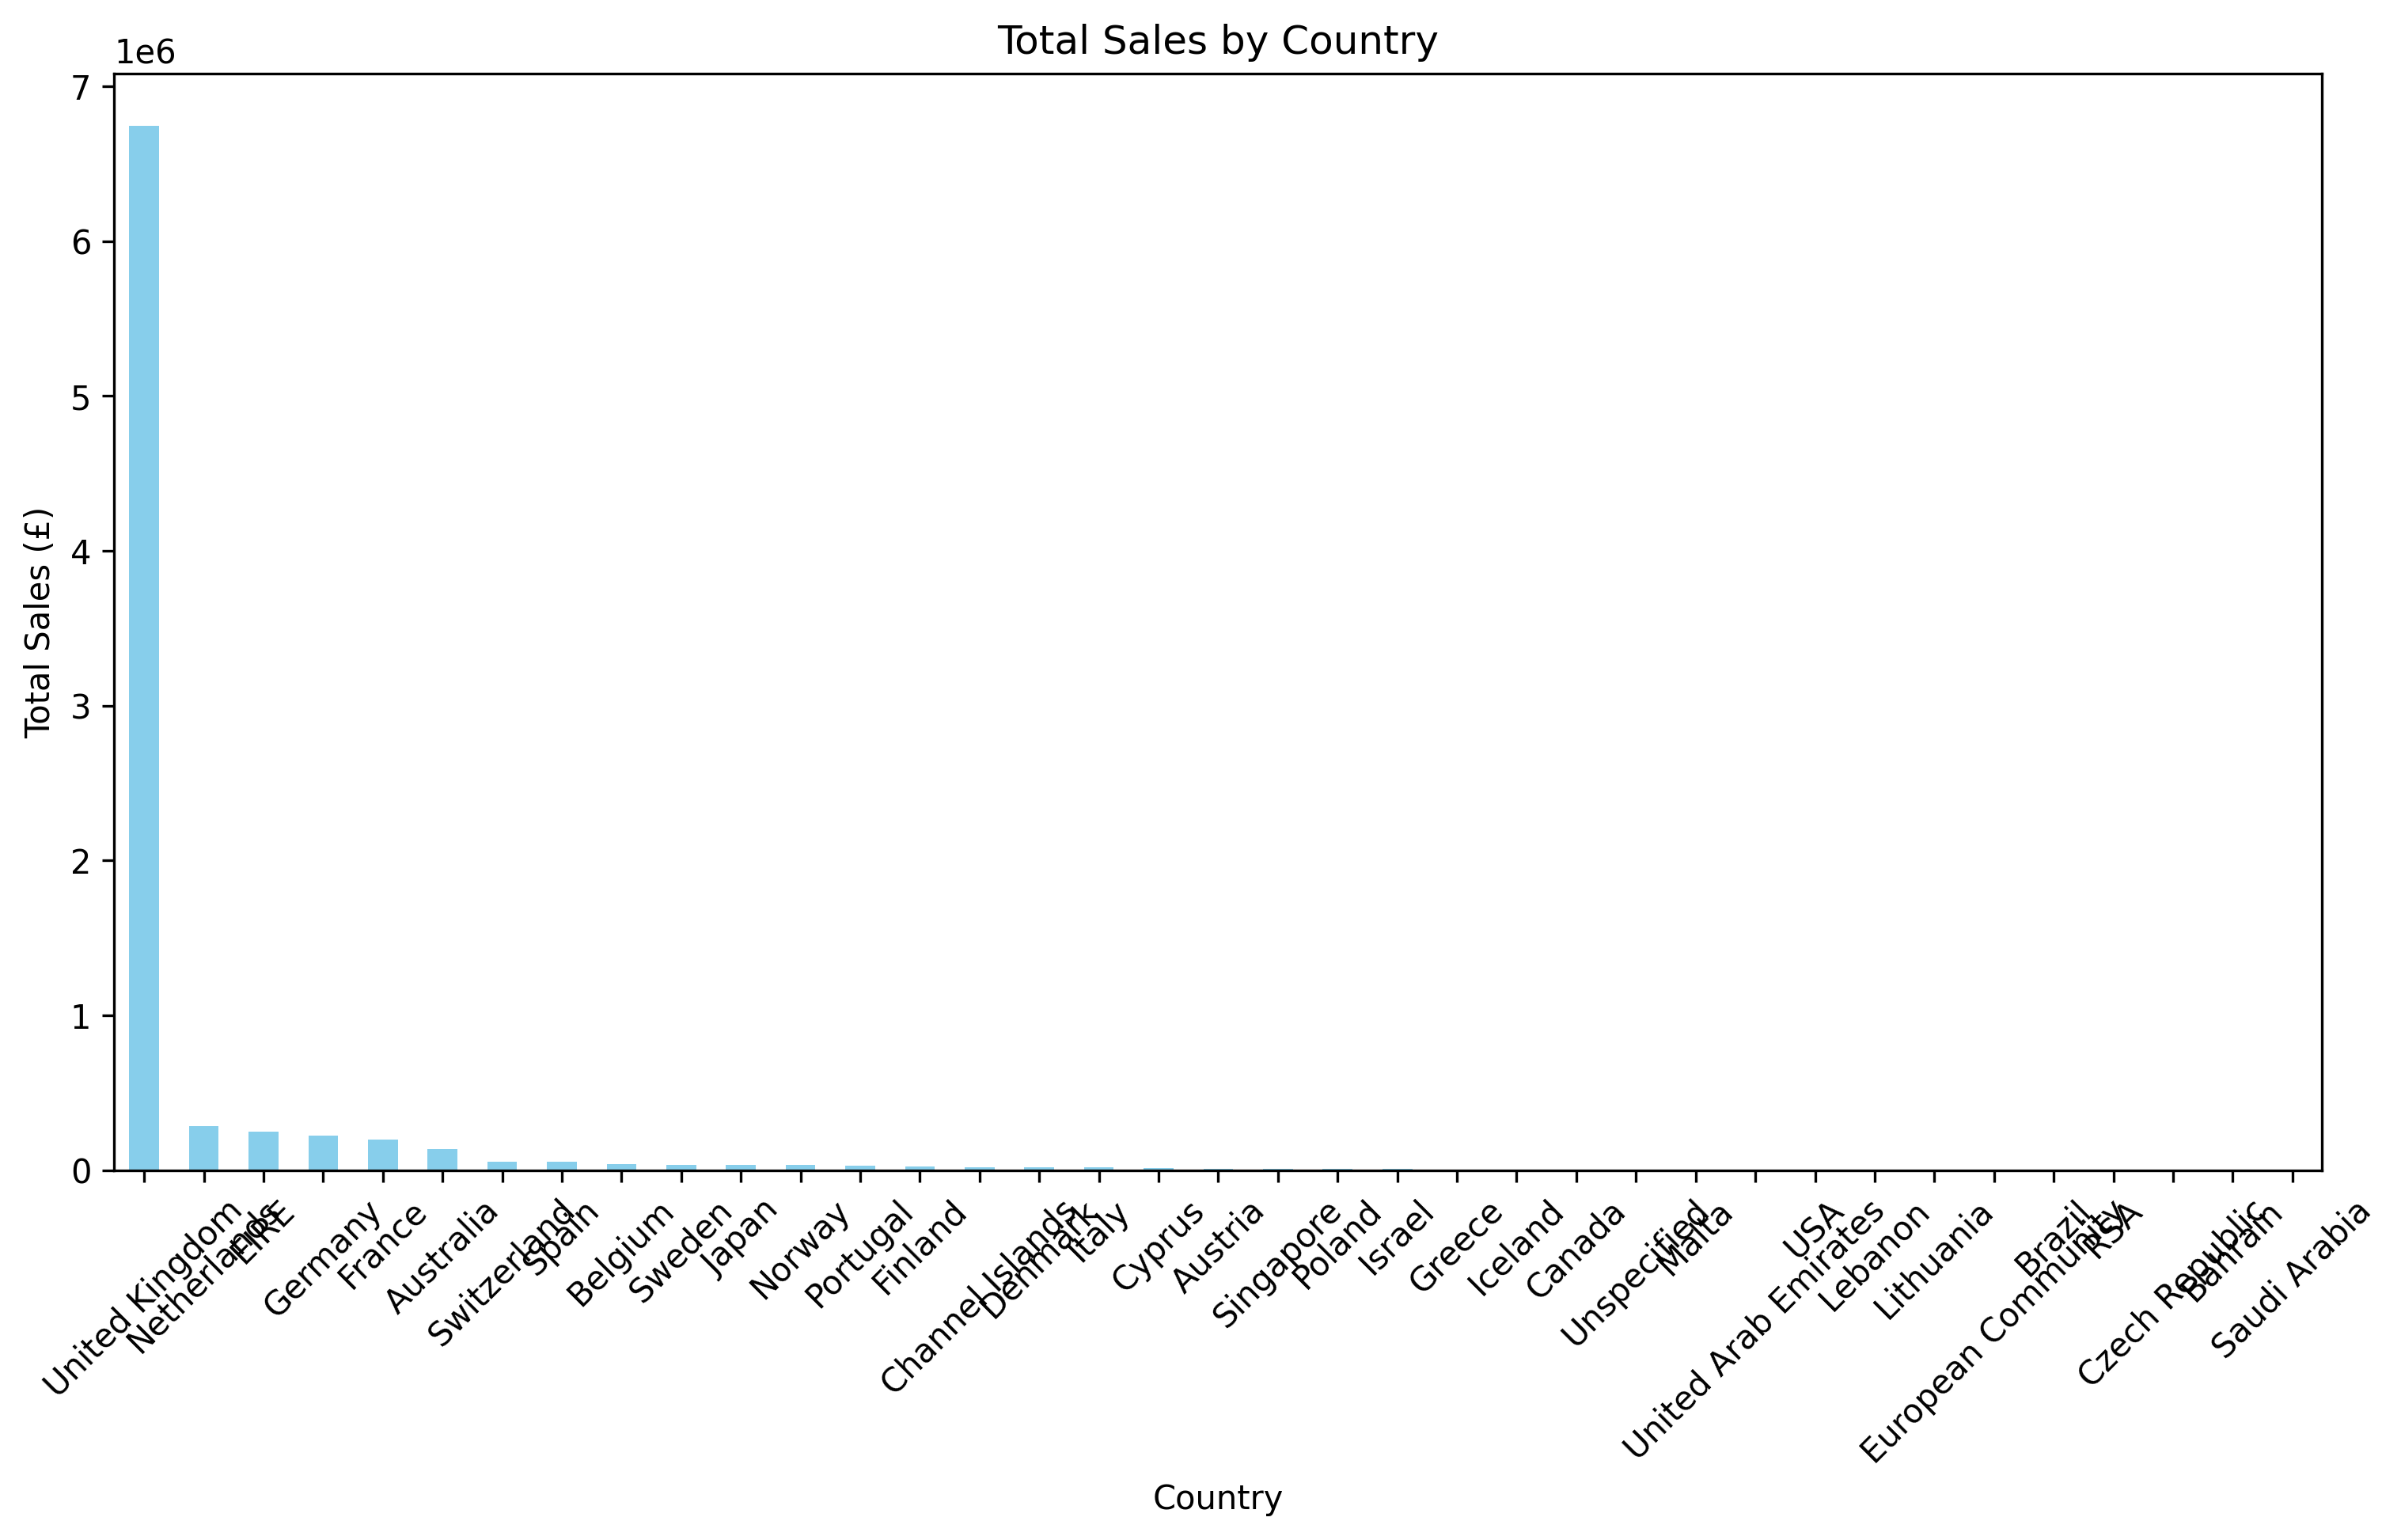 Total Sales by Country
1e6
7
6
5
4
3
2
1
0
Total Sales (£)
United Kingdom
Netherlands
EIRE
Germany
France
Australia
Switzerland
Spain
Belgium
Sweden
Japan
Norway
Portugal
Finland
Channel Islands
Denmark
Italy
Cyprus
Austria
Singapore
Poland
Israel
Greece
Iceland
Canada
Unspecified
Malta
United Arab Emirates
USA
Lebanon
Lithuania
European Community
Brazil
RSA
Czech Republic
Bahrain
Saudi Arabia
Country